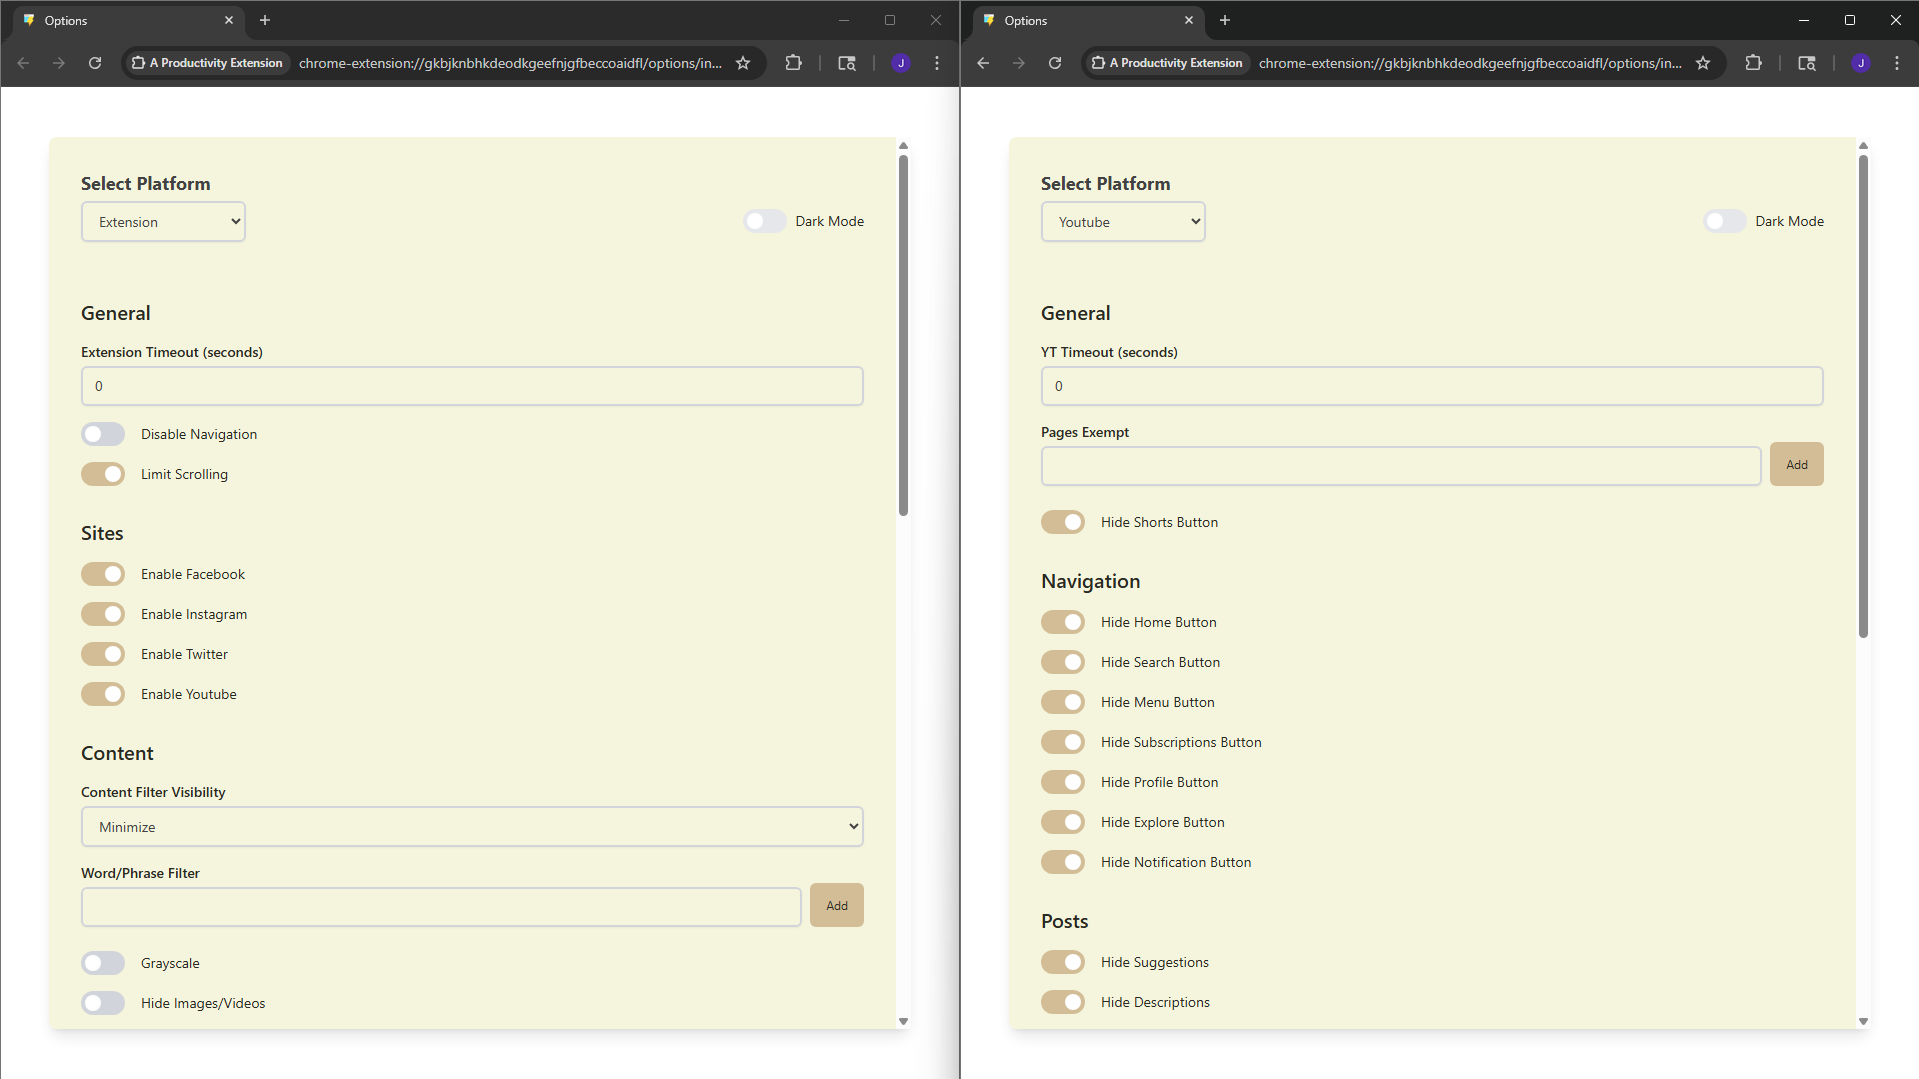 Options
A Productivity Extension
chrome-extension://gkbjknbhkdeodkgeefnjgfbeccoaidfl/options/in...
J
Select Platform
Extension
Dark Mode
General
Extension Timeout (seconds)
0
Disable Navigation
Limit Scrolling
Sites
Enable Facebook
Enable Instagram
Enable Twitter
Enable Youtube
Content
Content Filter Visibility
Minimize
Word/Phrase Filter
Add
Grayscale
Hide Images/Videos
Options
A Productivity Extension
chrome-extension://gkbjknbhkdeodkgeefnjgfbeccoaidfl/options/in...
J
Select Platform
Youtube
Dark Mode
General
YT Timeout (seconds)
0
Pages Exempt
Add
Hide Shorts Button
Navigation
Hide Home Button
Hide Search Button
Hide Menu Button
Hide Subscriptions Button
Hide Profile Button
Hide Explore Button
Hide Notification Button
Posts
Hide Suggestions
Hide Descriptions